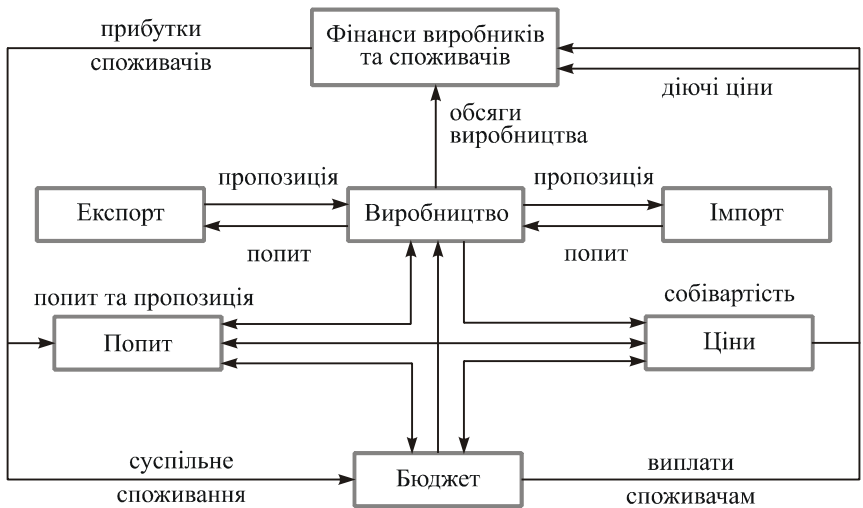 прибутки
споживачів
Фінанси виробників
та споживачів
діючі ціни
обсяги
виробництва
пропозиція
пропозиція
Експорт
Виробництво
Імпорт
попит
попит
попит та пропозиція
собівартість
Попит
Ціни
суспільне
споживання
Бюджет
виплати
споживачам